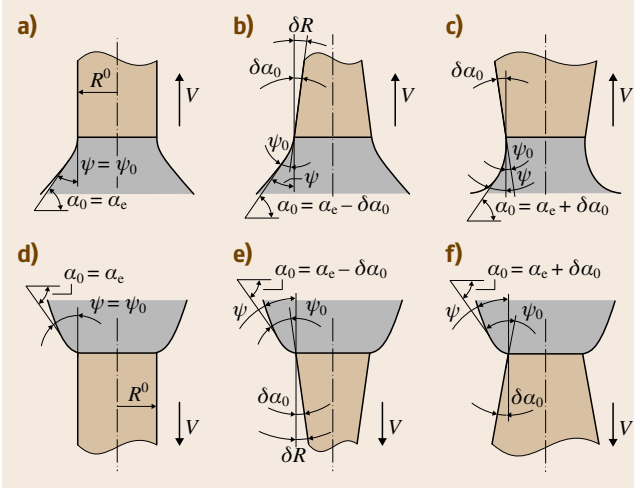 a)
R⁰
V
ψ = ψ₀
α₀ = αₑ
b)
δR
δα₀
V
ψ₀
ψ
α₀ = αₑ − δα₀
c)
δα₀
V
ψ₀
ψ
α₀ = αₑ + δα₀
d)
α₀ = αₑ
ψ = ψ₀
R⁰
V
e)
α₀ = αₑ − δα₀
ψ
ψ₀
δα₀
δR
V
f)
α₀ = αₑ + δα₀
ψ
ψ₀
δα₀
V